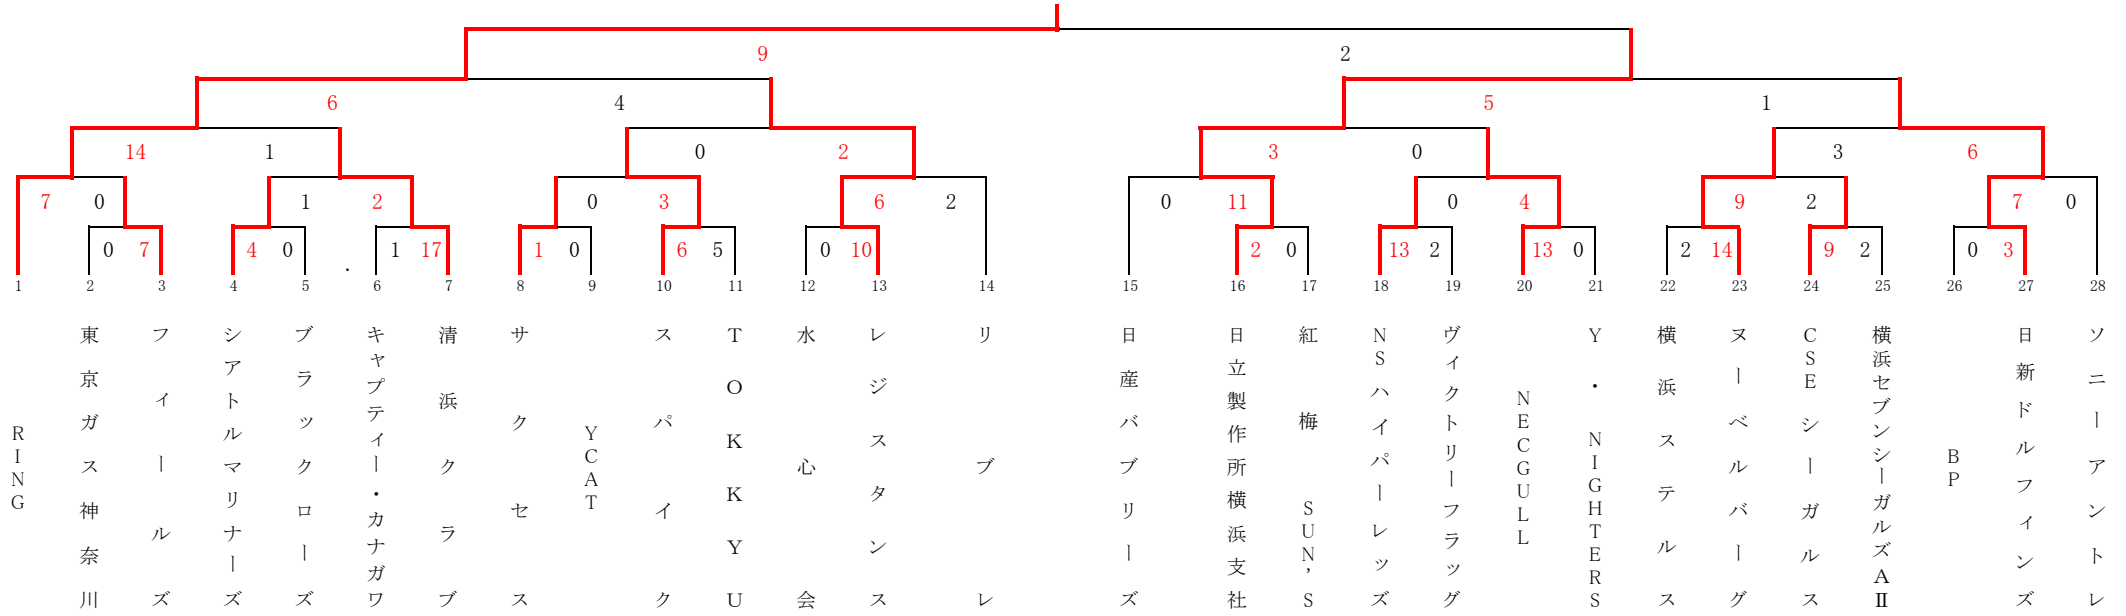 9 2
6 4 5 1
14 1 0 2 3 0 3 6
7 0 1 2 0 3 6 2 0 11 0 4 9 2 7 0
0 7 4 0 1 17 1 0 6 5 0 10 2 0 13 2 13 0 2 14 9 2 0 3
.
1 2 3 4 5 6 7 8 9 10 11 12 13 14 15 16 17 18 19 20 21 22 23 24 25 26 27 28
RING
東京ガス神奈川
フィールズ
シアトルマリナーズ
ブラックローズ
キャプティー・カナガワ
清浜クラブ
サクセス
YCAT
スパイク
TOKKYU
水心会
レジスタンス
リブレ
日産バブリーズ
日立製作所横浜支社
紅梅 SUN’S
NSハイパーレッズ
ヴィクトリーフラッグ
NECGULL
Y・NIGHTERS
横浜ステルス
ヌーベルバーグ
CSEシーガルス
横浜セブンシーガルズAⅡ
BP
日新ドルフィンズ
ソニーアントレ